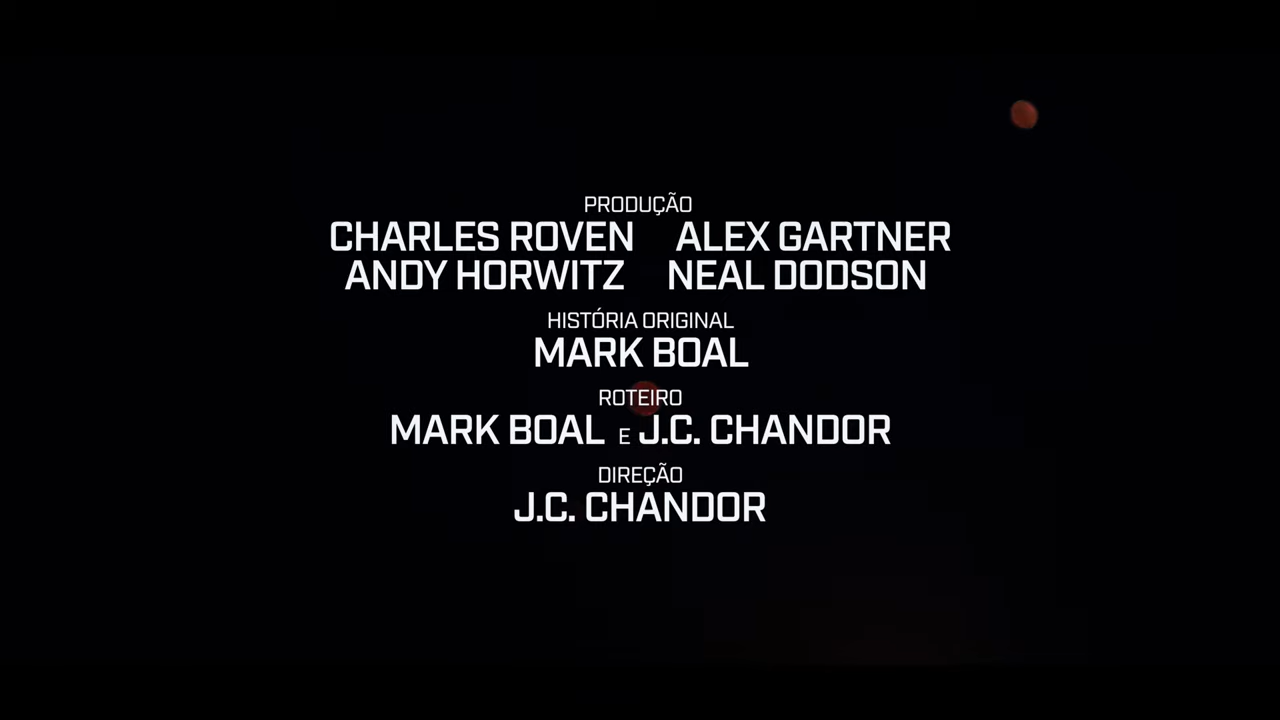 PRODUÇÃO
CHARLES ROVEN ALEX GARTNER
ANDY HORWITZ NEAL DODSON
HISTÓRIA ORIGINAL
MARK BOAL
ROTEIRO
MARK BOAL E J.C. CHANDOR
DIREÇÃO
J.C. CHANDOR